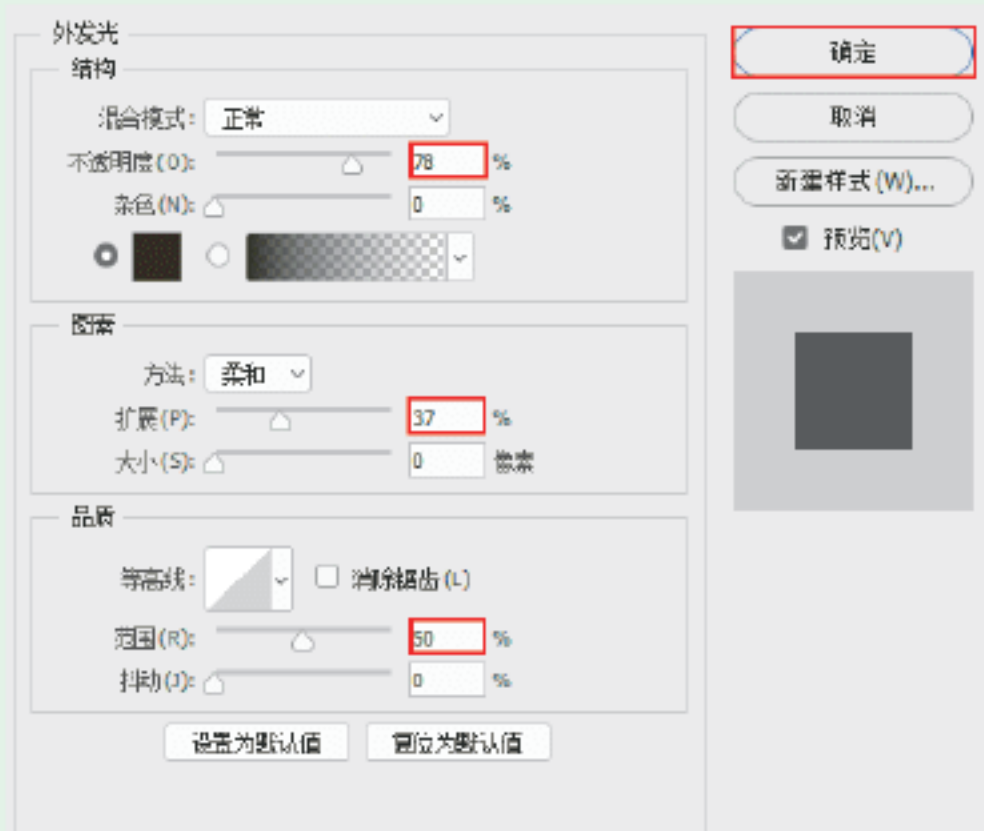 外发光
结构
混合模式: 正常
不透明度(O): 78 %
杂色(N): 0 %
图素
方法: 柔和
扩展(P): 37 %
大小(S): 0 像素
品质
等高线: 消除锯齿(L)
范围(R): 50 %
抖动(J): 0 %
设置为默认值 复位为默认值
确定
取消
新建样式(W)...
预览(V)